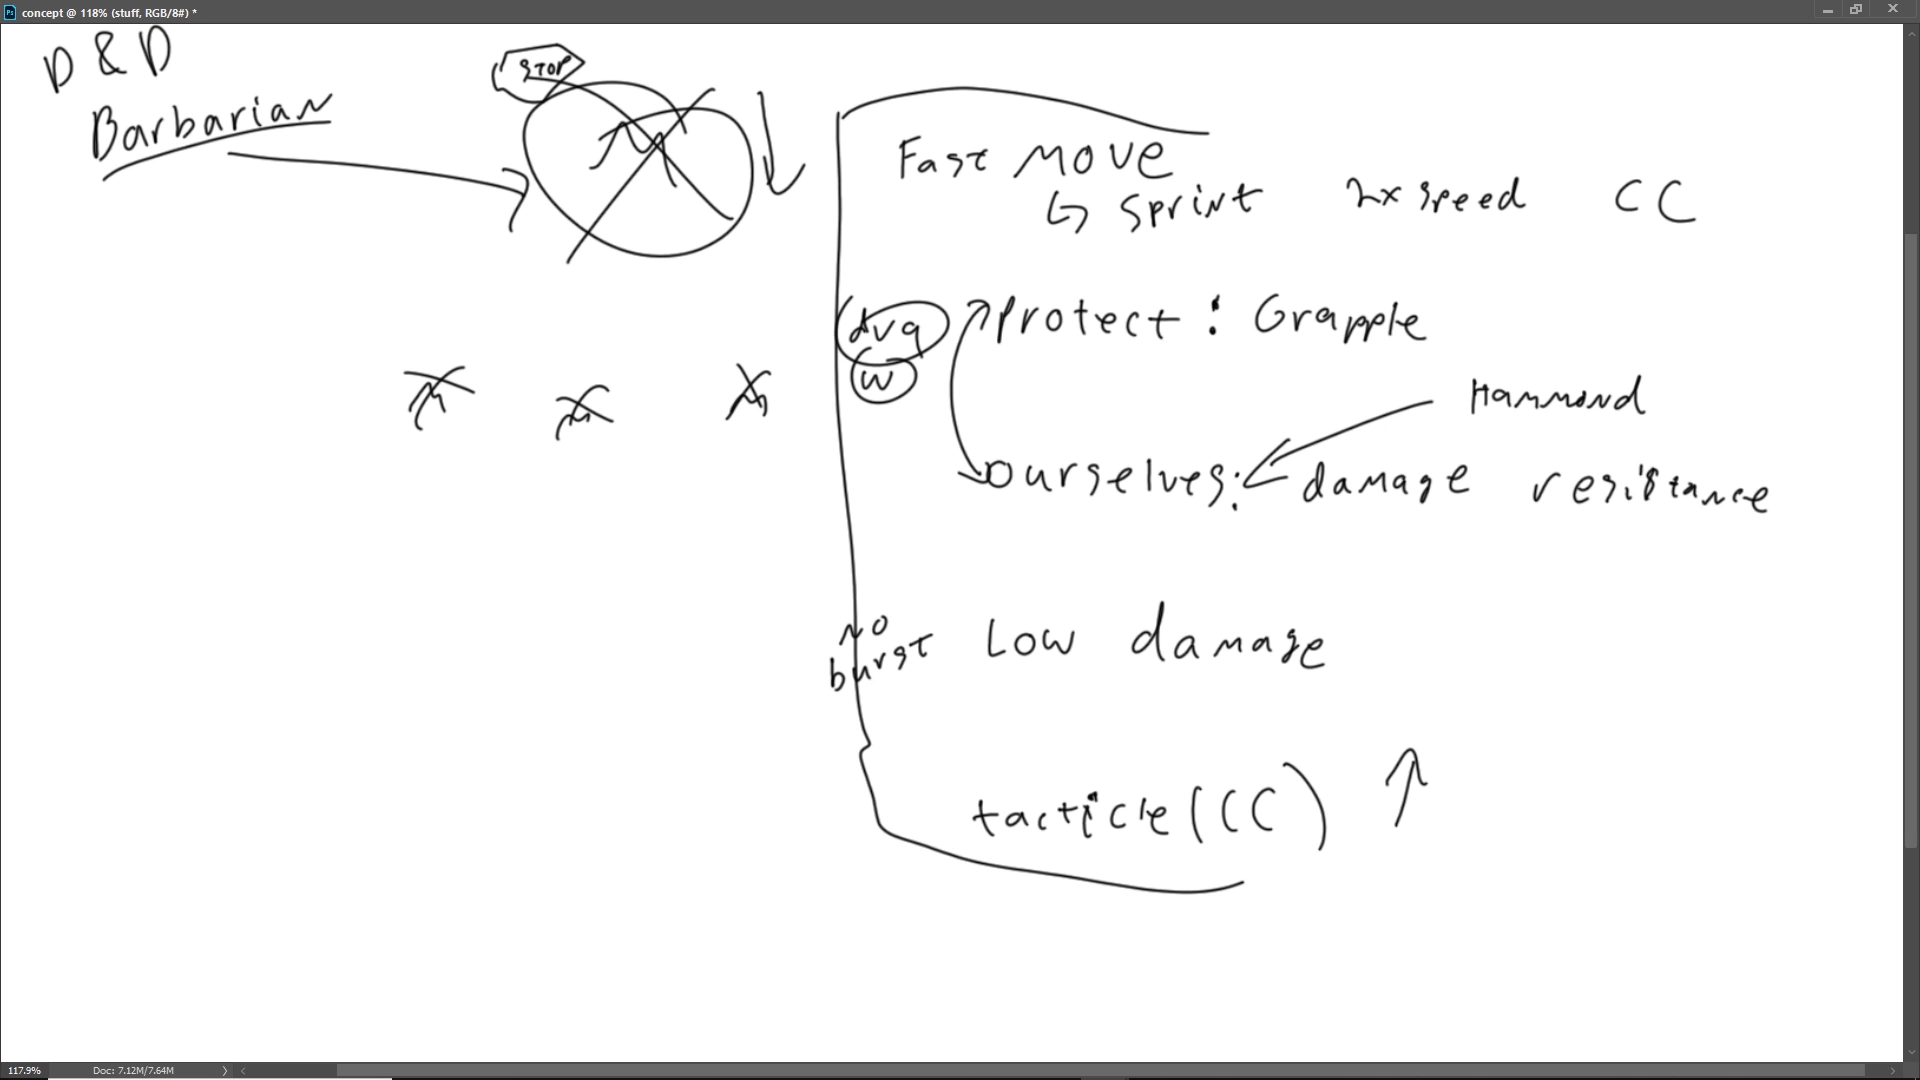 concept @ 118% (stuff, RGB/8#) *
D & D
Barbarian
STOP
Fast Move
↳ Sprint 2x speed CC
Avg
Protect : Grapple
W
Hammond
Ourselves: damage resistance
No
burst Low damage
tacticle (CC) ↑
117.9% Doc: 7.12M/7.64M